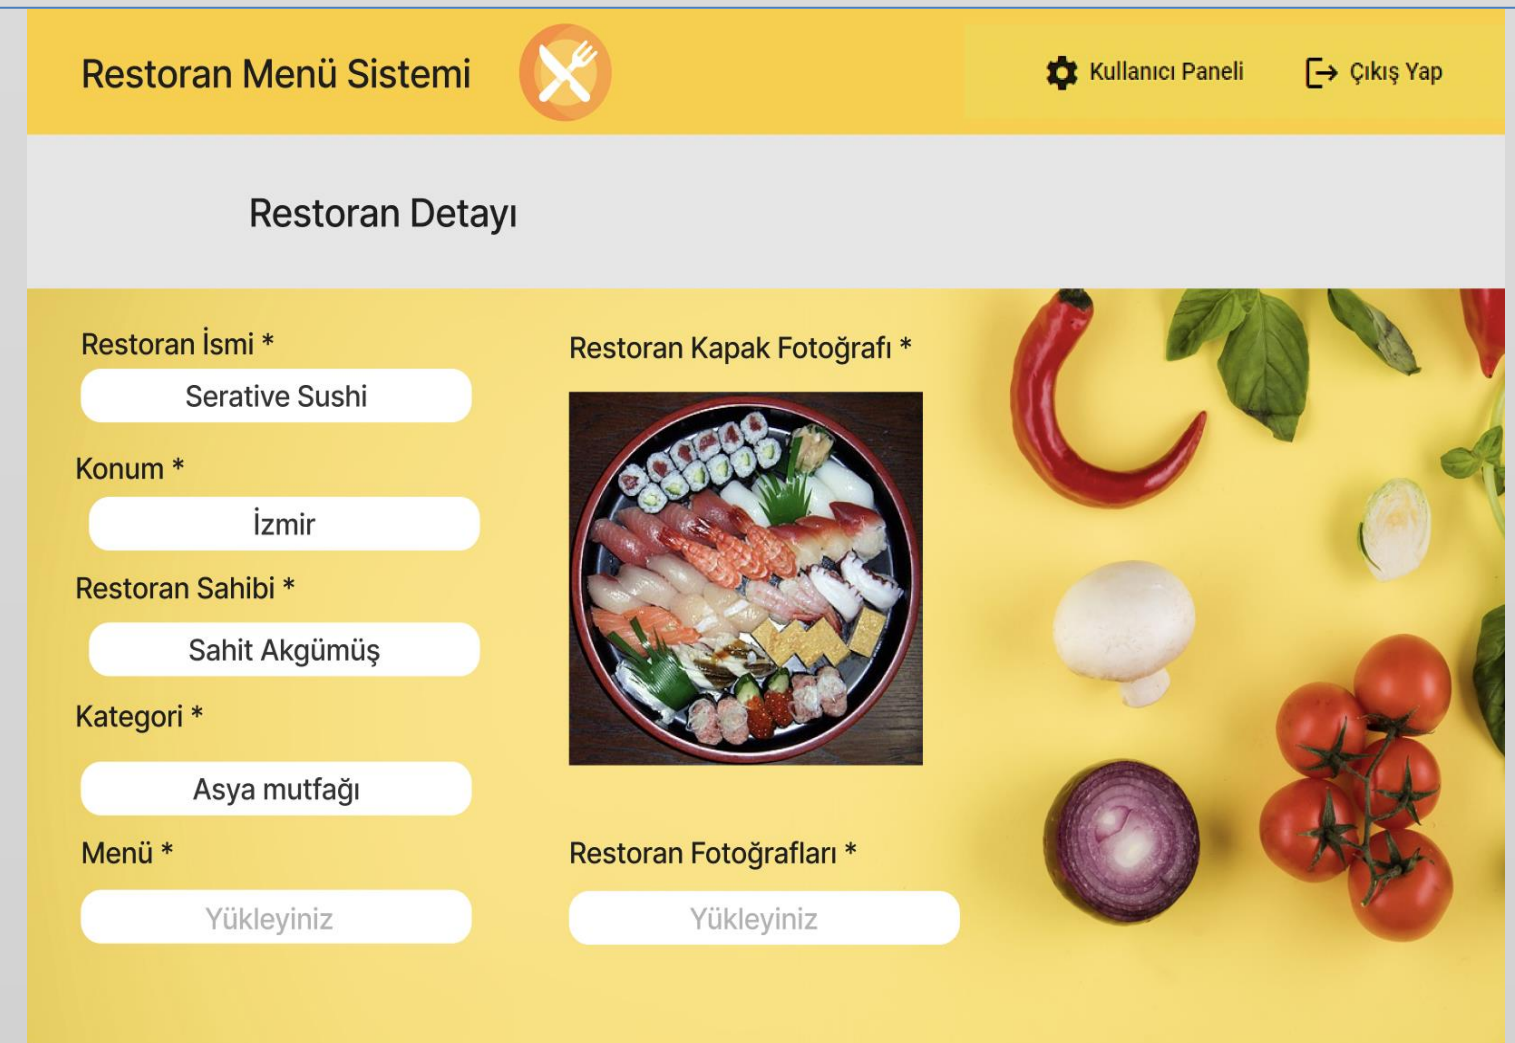 Restoran Menü Sistemi
Kullanıcı Paneli
Çıkış Yap
Restoran Detayı
Restoran İsmi *
Serative Sushi
Konum *
İzmir
Restoran Sahibi *
Sahit Akgümüş
Kategori *
Asya mutfağı
Menü *
Yükleyiniz
Restoran Kapak Fotoğrafı *
Restoran Fotoğrafları *
Yükleyiniz